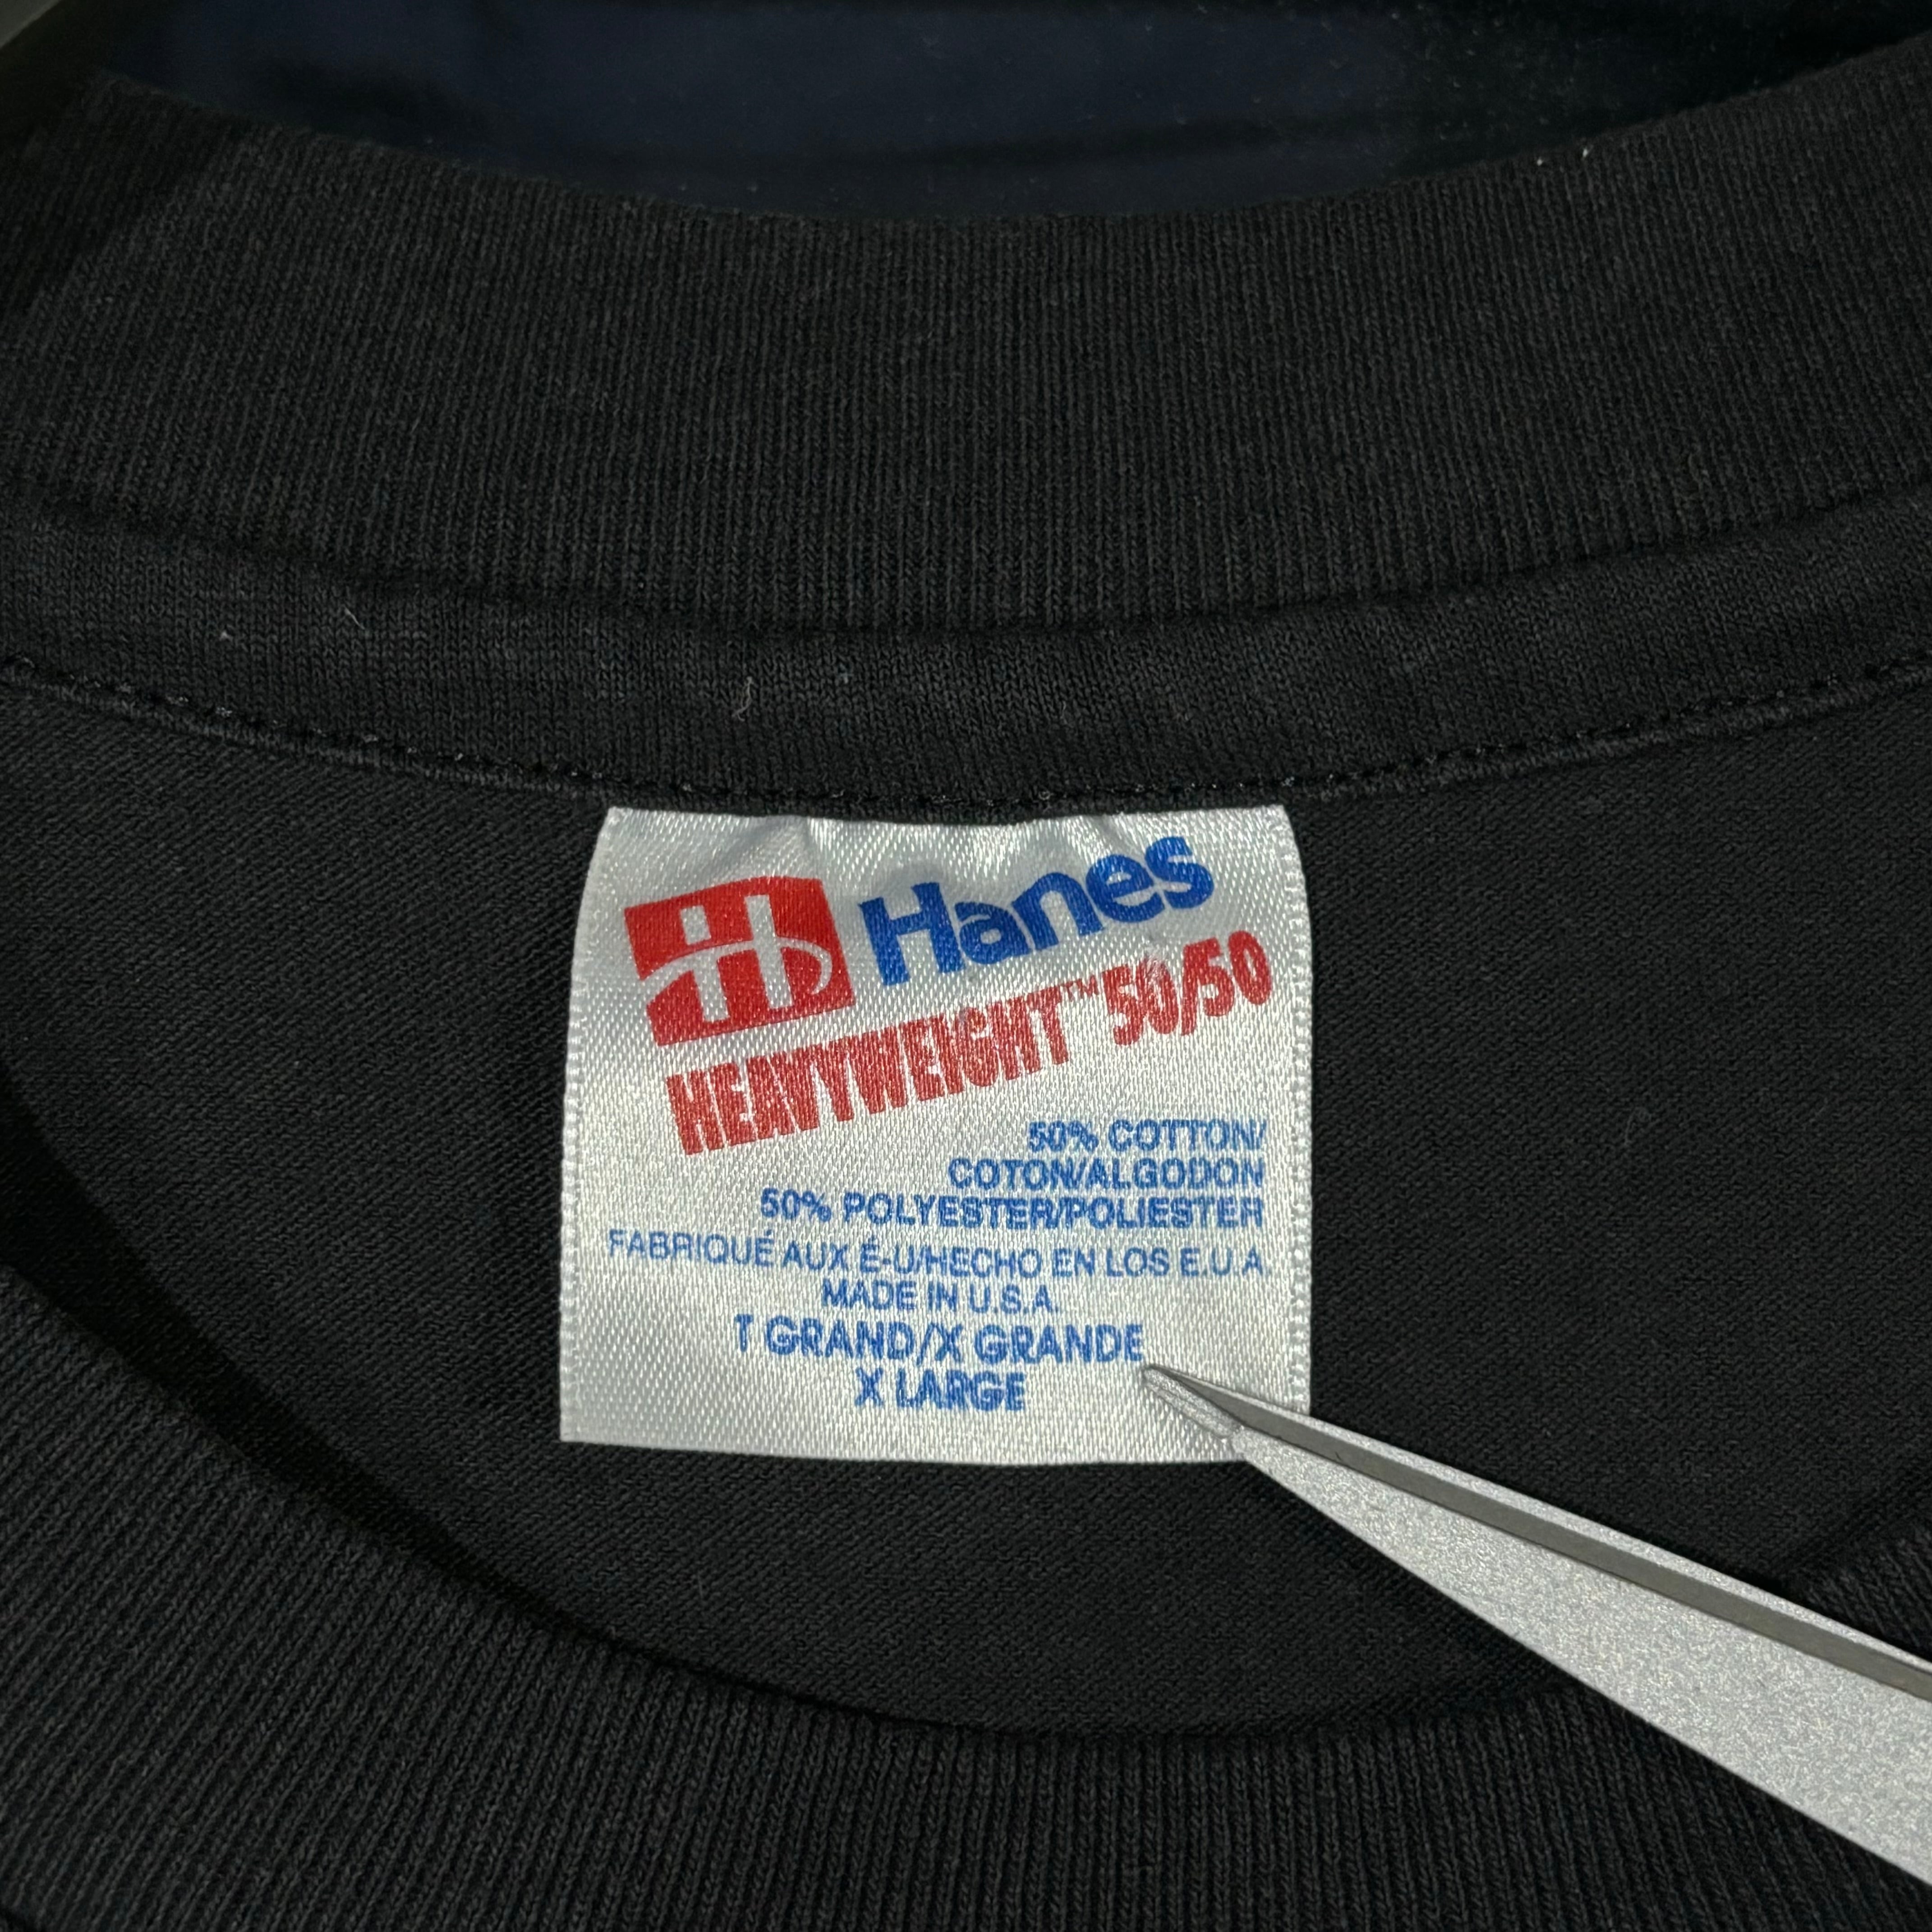 Hanes
HEAVYWEIGHT™ 50/50
50% COTTON/
COTON/ALGODON
50% POLYESTER/POLIESTER
FABRIQUÉ AUX É-U/HECHO EN LOS E.U A
MADE IN U.S.A.
T GRAND/X GRANDE
X LARGE